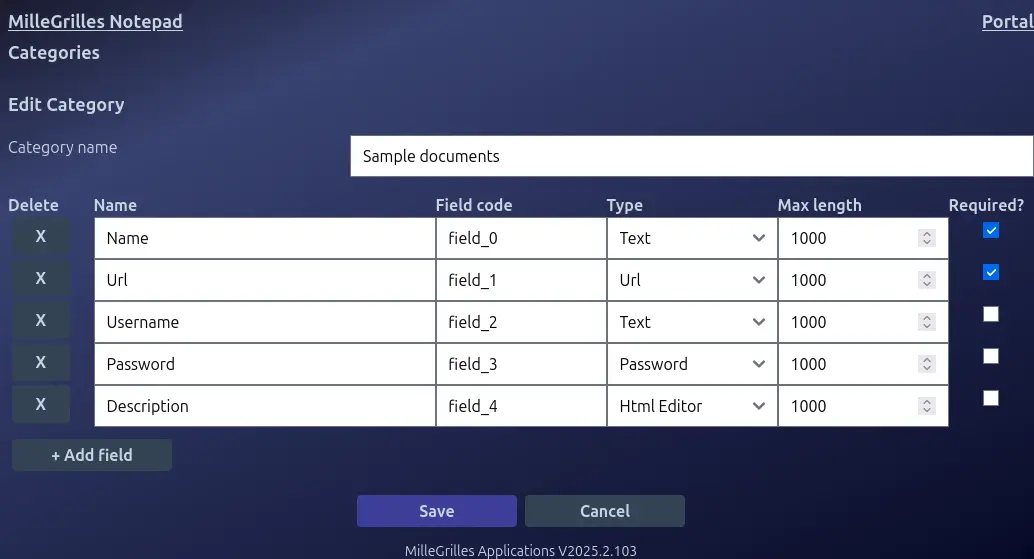 MilleGrilles Notepad Portal
Categories
Edit Category
Category name Sample documents
Delete Name Field code Type Max length Required?
X Name field_0 Text 1000
X Url field_1 Url 1000
X Username field_2 Text 1000
X Password field_3 Password 1000
X Description field_4 Html Editor 1000
+ Add field
Save Cancel
MilleGrilles Applications V2025.2.103